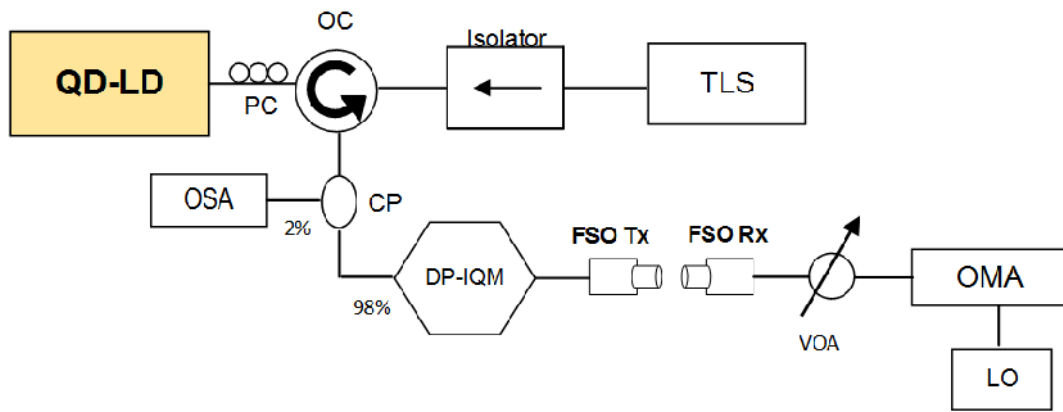 OC
Isolator
QD-LD
PC
TLS
OSA
CP
2%
FSO Tx
FSO Rx
DP-IQM
OMA
98%
VOA
LO